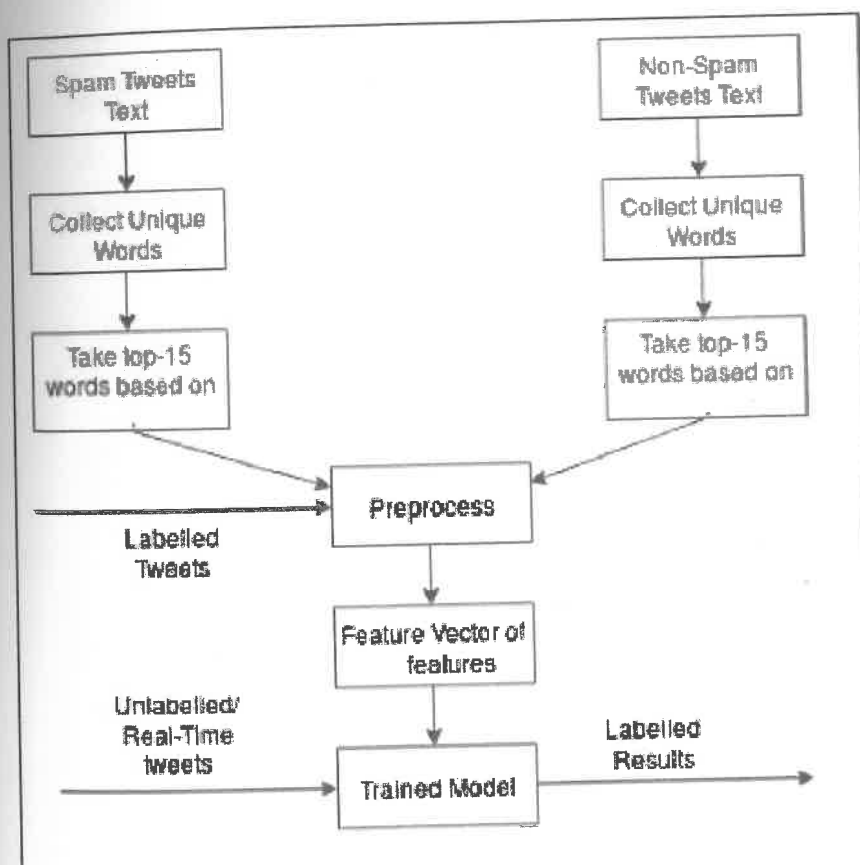 Spam Tweets
Text
Non-Spam
Tweets Text
Collect Unique
Words
Collect Unique
Words
Take top-15
words based on
Take top-15
words based on
Preprocess
Labelled
Tweets
Feature Vector of
features
Unlabelled/
Real-Time
tweets
Labelled
Results
Trained Model